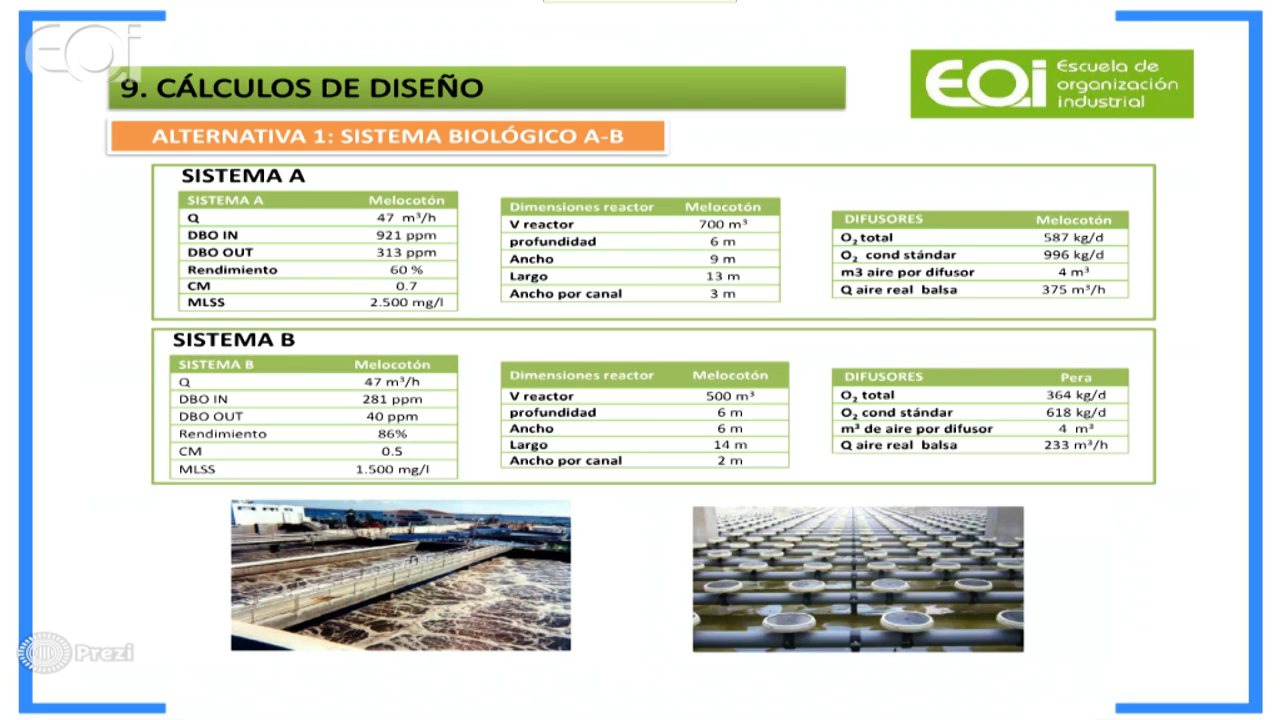 EOi
9. CÁLCULOS DE DISEÑO
EOi Escuela de
organización
industrial
ALTERNATIVA 1: SISTEMA BIOLÓGICO A-B
SISTEMA A
SISTEMA A Melocotón
Q 47 m³/h
DBO IN 921 ppm
DBO OUT 313 ppm
Rendimiento 60 %
CM 0.7
MLSS 2.500 mg/l
Dimensiones reactor Melocotón
V reactor 700 m³
profundidad 6 m
Ancho 9 m
Largo 13 m
Ancho por canal 3 m
DIFUSORES Melocotón
O₂ total 587 kg/d
O₂ cond stándar 996 kg/d
m3 aire por difusor 4 m³
Q aire real balsa 375 m³/h
SISTEMA B
SISTEMA B Melocotón
Q 47 m³/h
DBO IN 281 ppm
DBO OUT 40 ppm
Rendimiento 86%
CM 0.5
MLSS 1.500 mg/l
Dimensiones reactor Melocotón
V reactor 500 m³
profundidad 6 m
Ancho 6 m
Largo 14 m
Ancho por canal 2 m
DIFUSORES Pera
O₂ total 364 kg/d
O₂ cond stándar 618 kg/d
m³ de aire por difusor 4 m³
Q aire real balsa 233 m³/h
Prezi